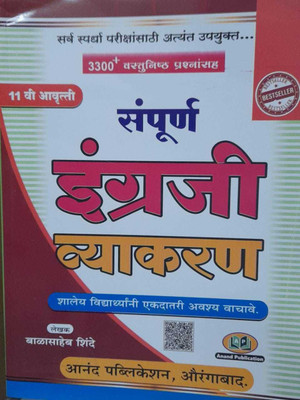 सर्व स्पर्धा परीक्षांसाठी अत्यंत उपयुक्त...
3300+ वस्तुनिष्ठ प्रश्नांसह
11 वी आवृत्ती
BESTSELLER
संपूर्ण
इंग्रजी
व्याकरण
शालेय विद्यार्थ्यांनी एकदातरी अवश्य वाचावे.
लेखक
बाळासाहेब शिंदे
Anand Publication
आनंद पब्लिकेशन, औरंगाबाद.